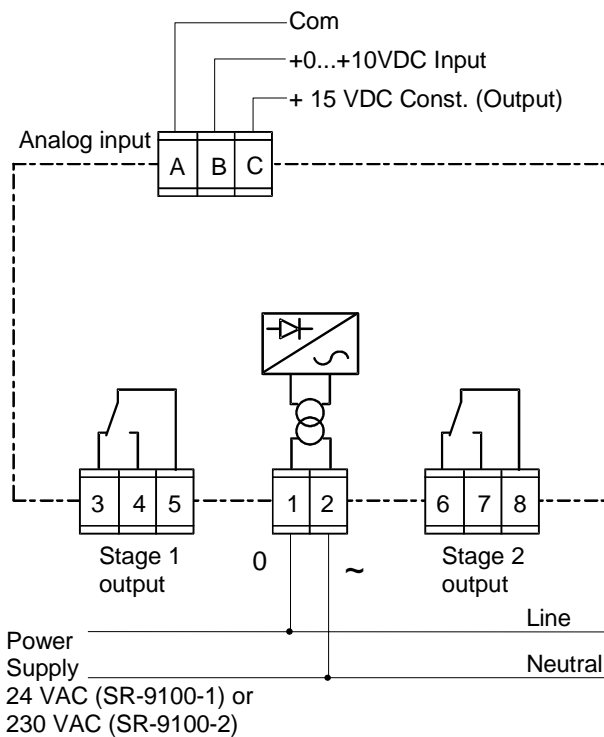 Com
+0...+10VDC Input
+ 15 VDC Const. (Output)
Analog input
A B C
3 4 5
1 2
6 7 8
Stage 1
output
0
~
Stage 2
output
Line
Power
Supply
Neutral
24 VAC (SR-9100-1) or
230 VAC (SR-9100-2)